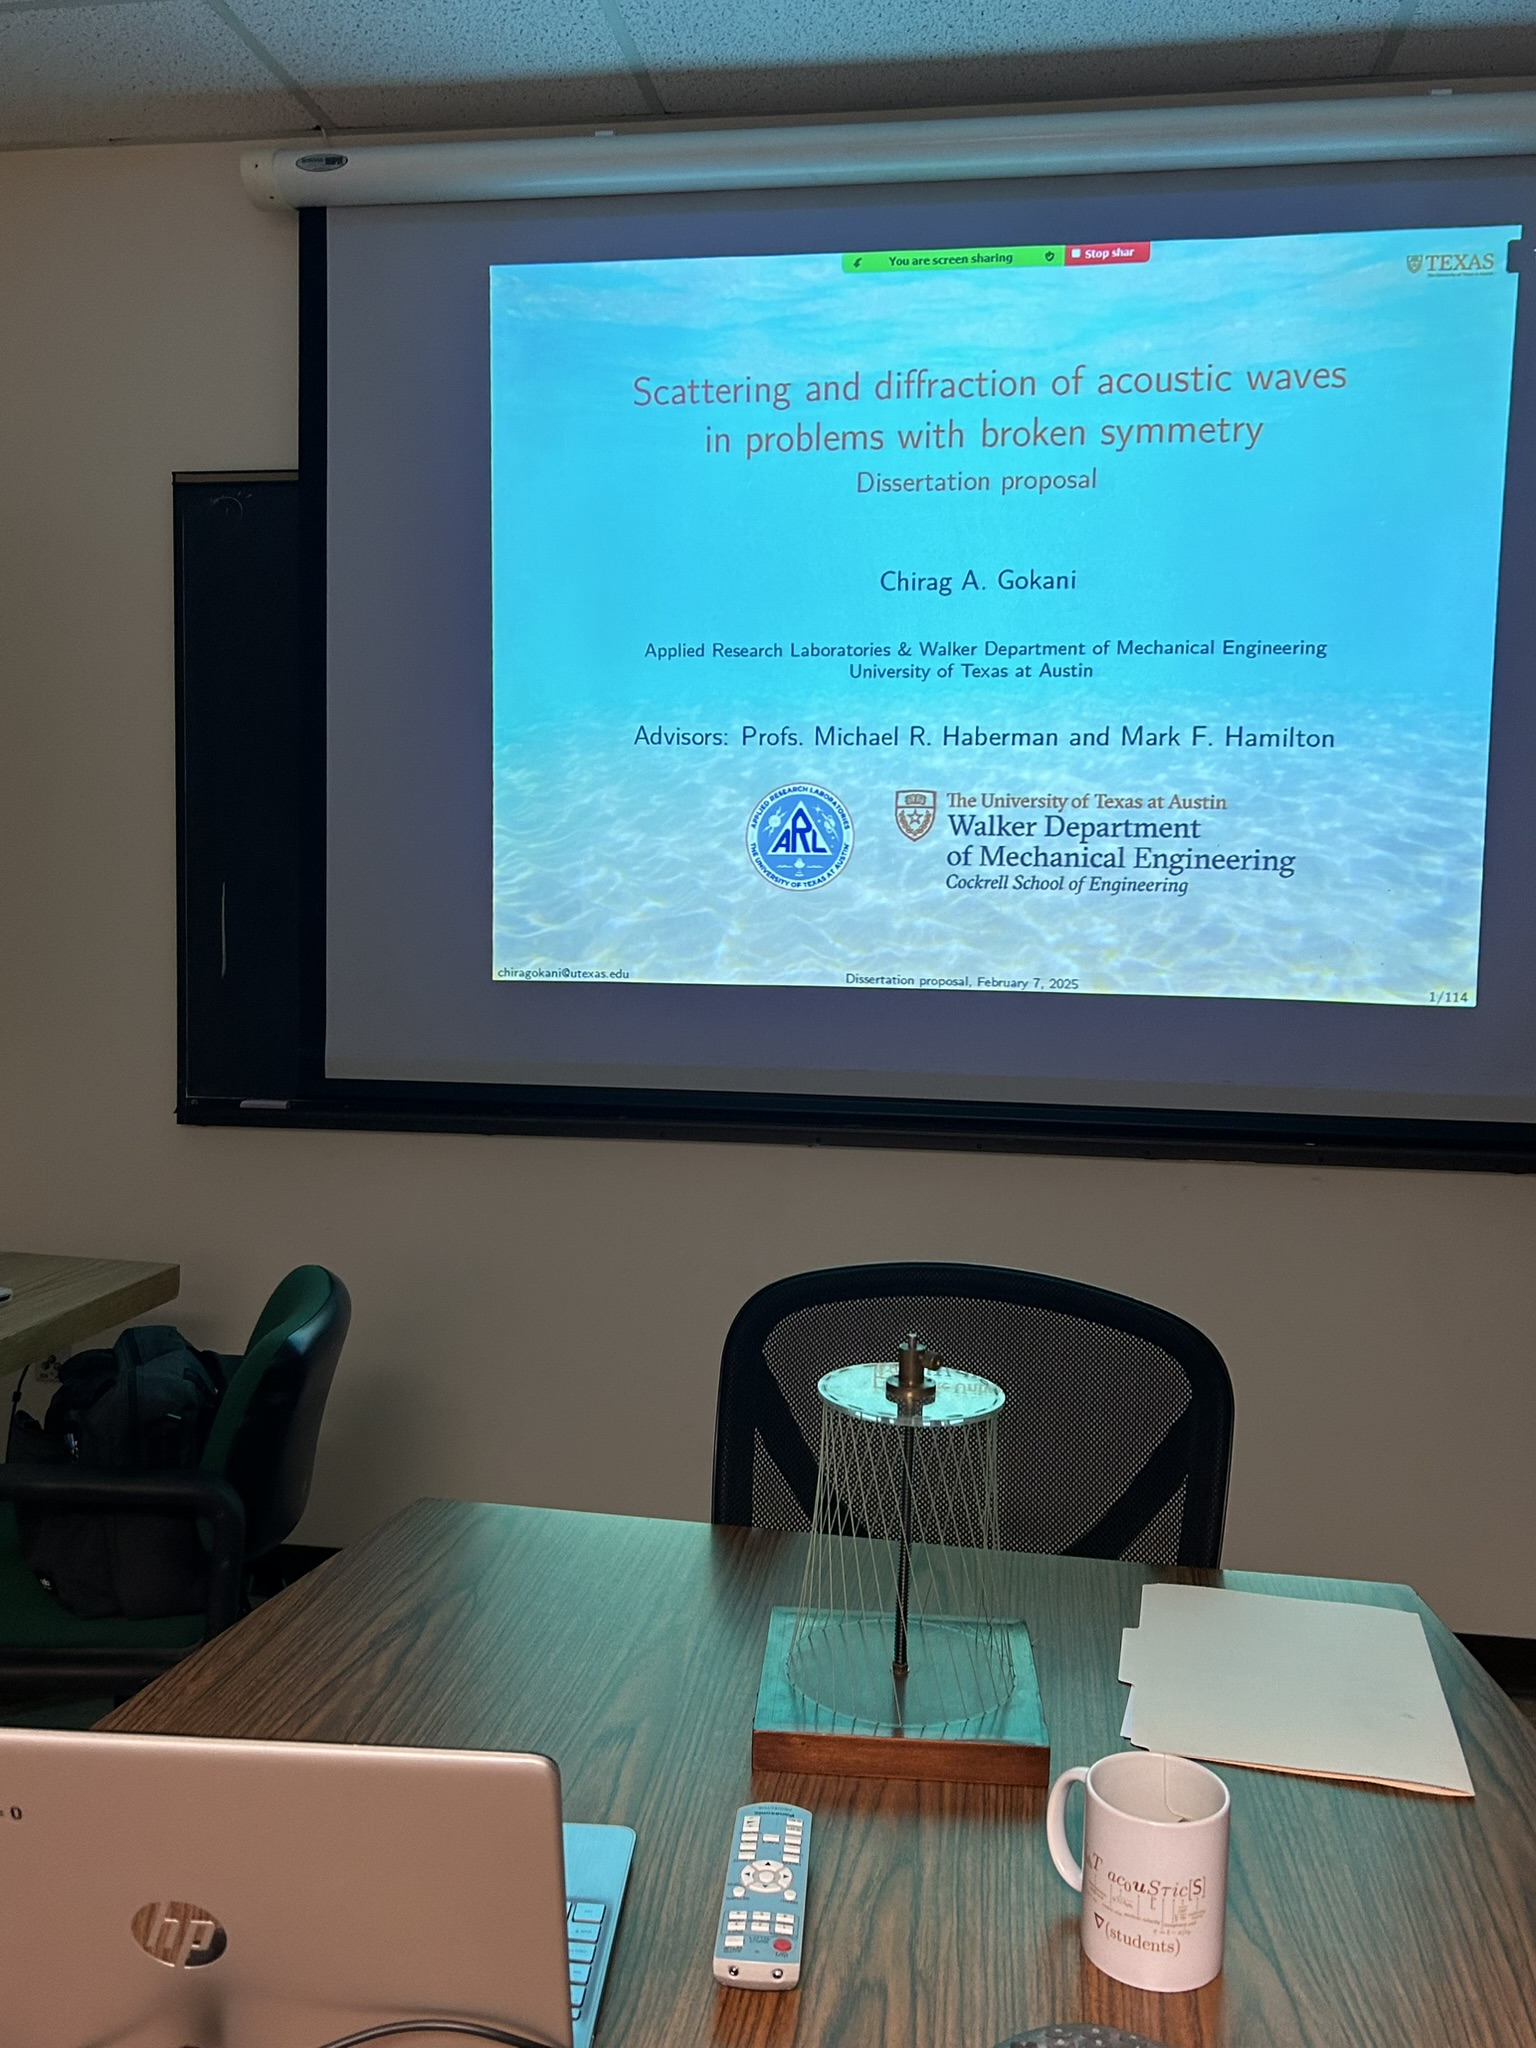 You are screen sharing
Stop shar
TEXAS
Scattering and diffraction of acoustic waves
in problems with broken symmetry
Dissertation proposal
Chirag A. Gokani
Applied Research Laboratories & Walker Department of Mechanical Engineering
University of Texas at Austin
Advisors: Profs. Michael R. Haberman and Mark F. Hamilton
APPLIED RESEARCH LABORATORIES
ARL
THE UNIVERSITY OF TEXAS AT AUSTIN
The University of Texas at Austin
Walker Department
of Mechanical Engineering
Cockrell School of Engineering
chiragokani@utexas.edu
Dissertation proposal, February 7, 2025
1/114
= 0
hp
Panasonic
acouSτic[S]
∇(students)